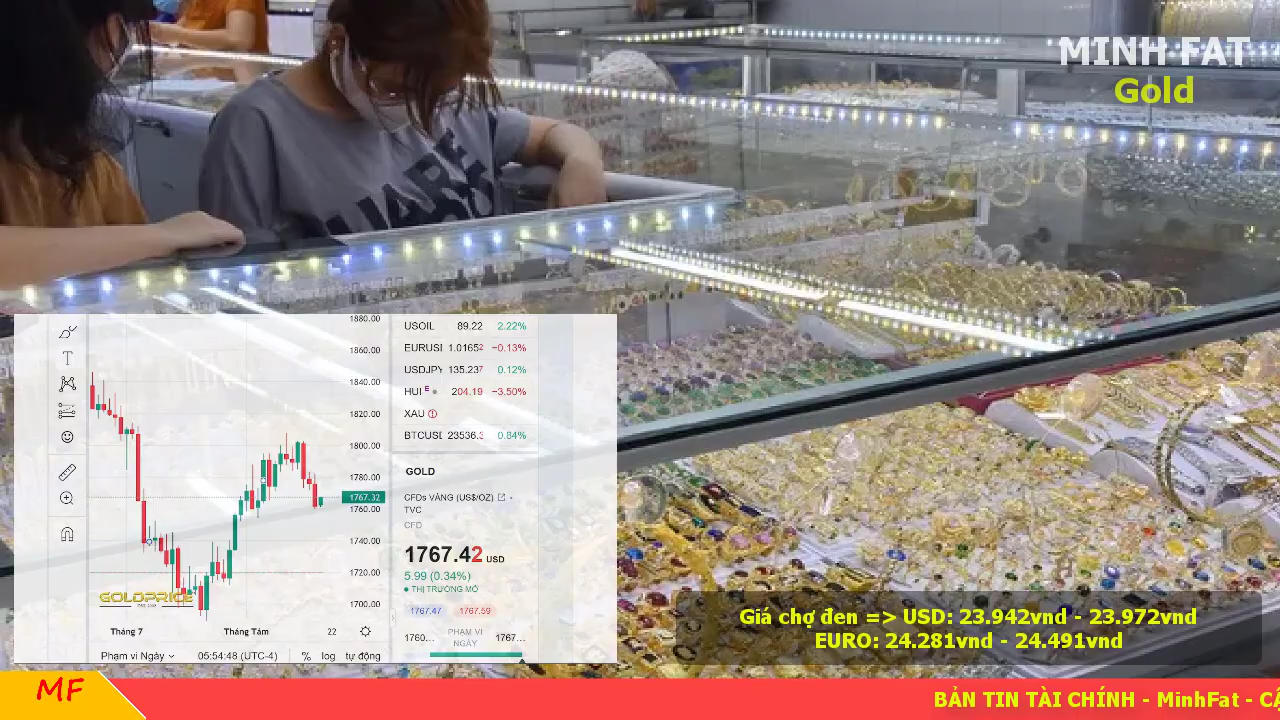 MINH FAT
Gold
1880.00
1860.00
1840.00
1820.00
1800.00
1780.00
1767.32
1760.00
1740.00
1720.00
1700.00
GOLDPRICE
Tháng 7 Tháng Tám 22
Phạm vi Ngày 05:54:48 (UTC-4) % log tự động
USOIL 89.22 2.22%
EURUSI 1.0165² −0.13%
USDJPY 135.237 0.12%
HUI E 204.19 −3.50%
XAU
BTCUSI 23536.3 0.84%
GOLD
CFDs VÀNG (US$/OZ)
TVC
CFD
1767.42 USD
5.99 (0.34%)
THỊ TRƯỜNG MỞ
1767.47 1767.59
1760... PHẠM VI NGÀY 1767...
Giá chợ đen => USD: 23.942vnd - 23.972vnd
EURO: 24.281vnd - 24.491vnd
MF BẢN TIN TÀI CHÍNH - MinhFat - CẬ